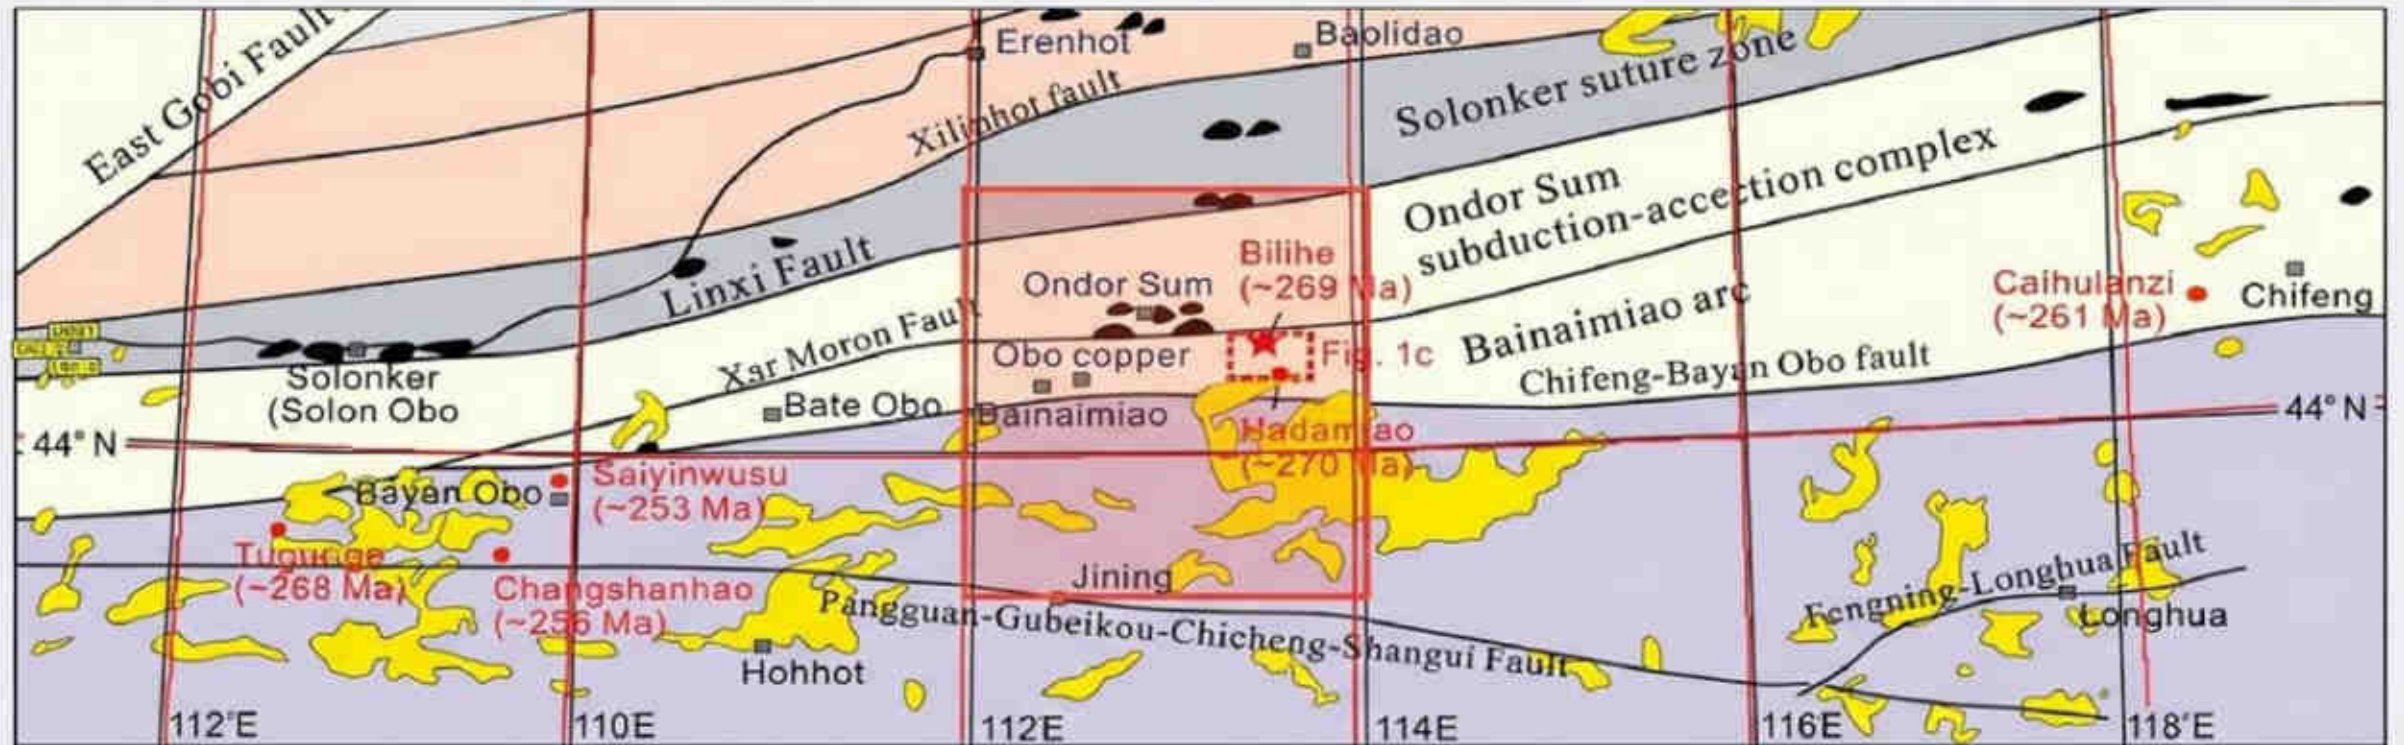 East Gobi Fault
Erenhot
Baolidao
Xilinhot fault
Solonker suture zone
Ondor Sum
subduction-accection complex
Linxi Fault
Ondor Sum
Bilihe
(~269 Ma)
Caihulanzi
(~261 Ma)
Chifeng
Xar Moron Fault
Bainaimiao arc
Obo copper
Fig. 1c
Chifeng-Bayan Obo fault
Solonker
(Solon Obo
Bate Obo
Bainaimiao
Hadamiao
(~270 Ma)
44° N
44° N
Bayan Obo
Saiyinwusu
(~253 Ma)
(~268 Ma)
Changshanhao
(~256 Ma)
Jining
Pangguan-Gubeikou-Chicheng-Shangui Fault
Fengning-Longhua Fault
Longhua
Hohhot
112°E
110E
112E
114E
116E
118°E